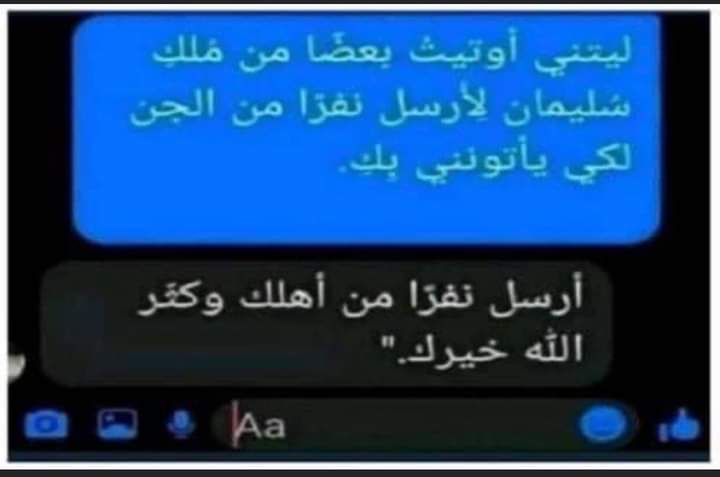 ليتني أوتيتُ بعضًا من مُلكِ
سُليمان لِأرسل نفرًا من الجن
لكي يأتونني بِكِ.
أرسل نفرًا من أهلك وكثّر
الله خيرك."
Aa